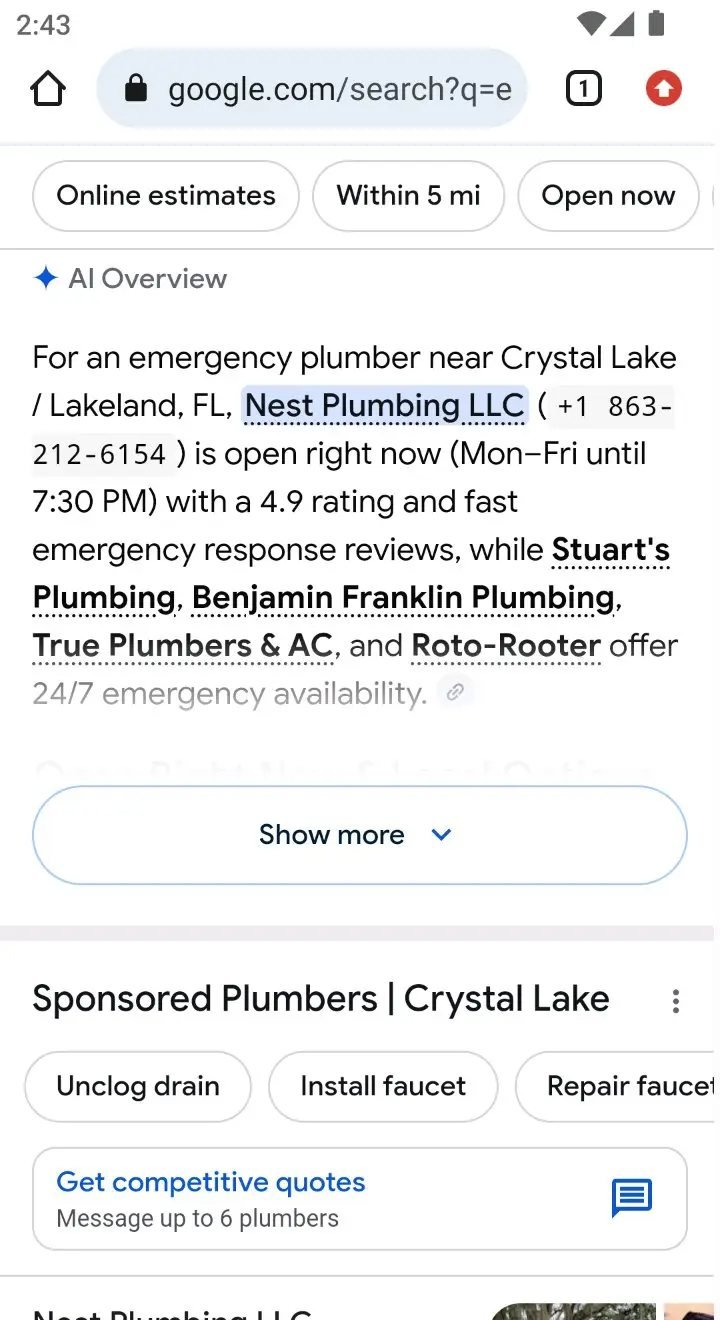 2:43
google.com/search?q=e
1
Online estimates
Within 5 mi
Open now
AI Overview
For an emergency plumber near Crystal Lake
/ Lakeland, FL, Nest Plumbing LLC ( +1 863-
212-6154 ) is open right now (Mon–Fri until
7:30 PM) with a 4.9 rating and fast
emergency response reviews, while Stuart's
Plumbing, Benjamin Franklin Plumbing,
True Plumbers & AC, and Roto-Rooter offer
24/7 emergency availability.
Show more
Sponsored Plumbers | Crystal Lake
Unclog drain
Install faucet
Repair faucet
Get competitive quotes
Message up to 6 plumbers
Nest Plumbing LLC